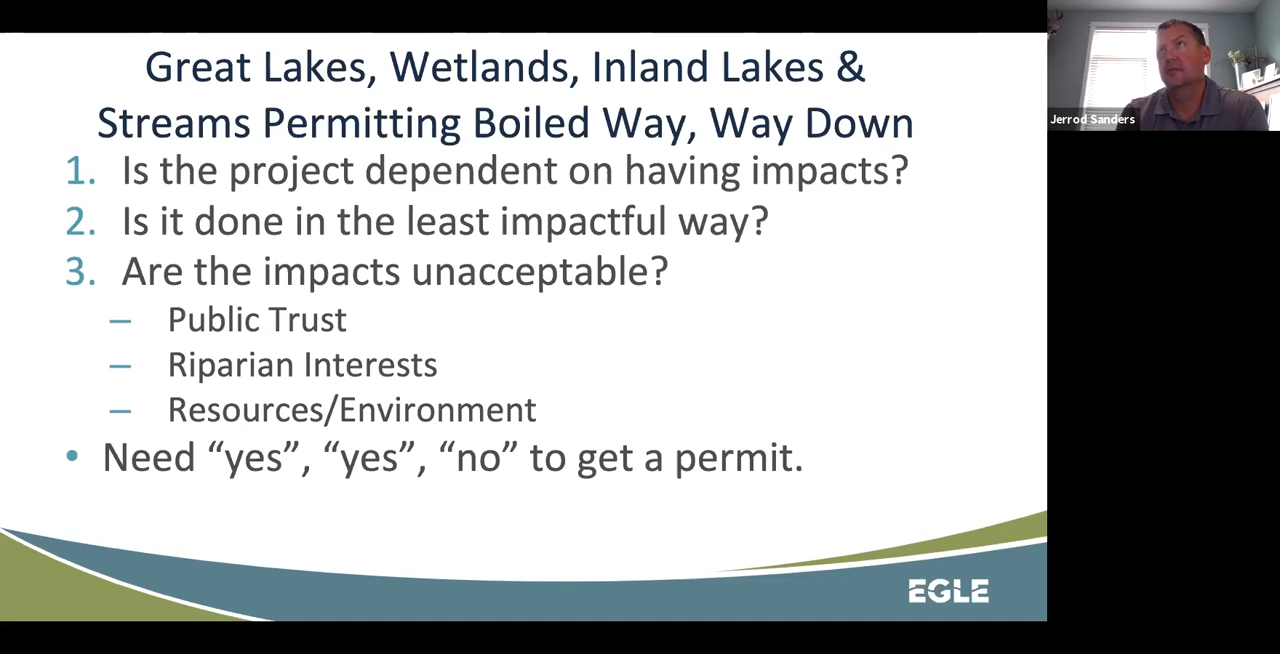 Great Lakes, Wetlands, Inland Lakes &
Streams Permitting Boiled Way, Way Down
1. Is the project dependent on having impacts?
2. Is it done in the least impactful way?
3. Are the impacts unacceptable?
– Public Trust
– Riparian Interests
– Resources/Environment
• Need “yes”, “yes”, “no” to get a permit.
EGLE
Jerrod Sanders